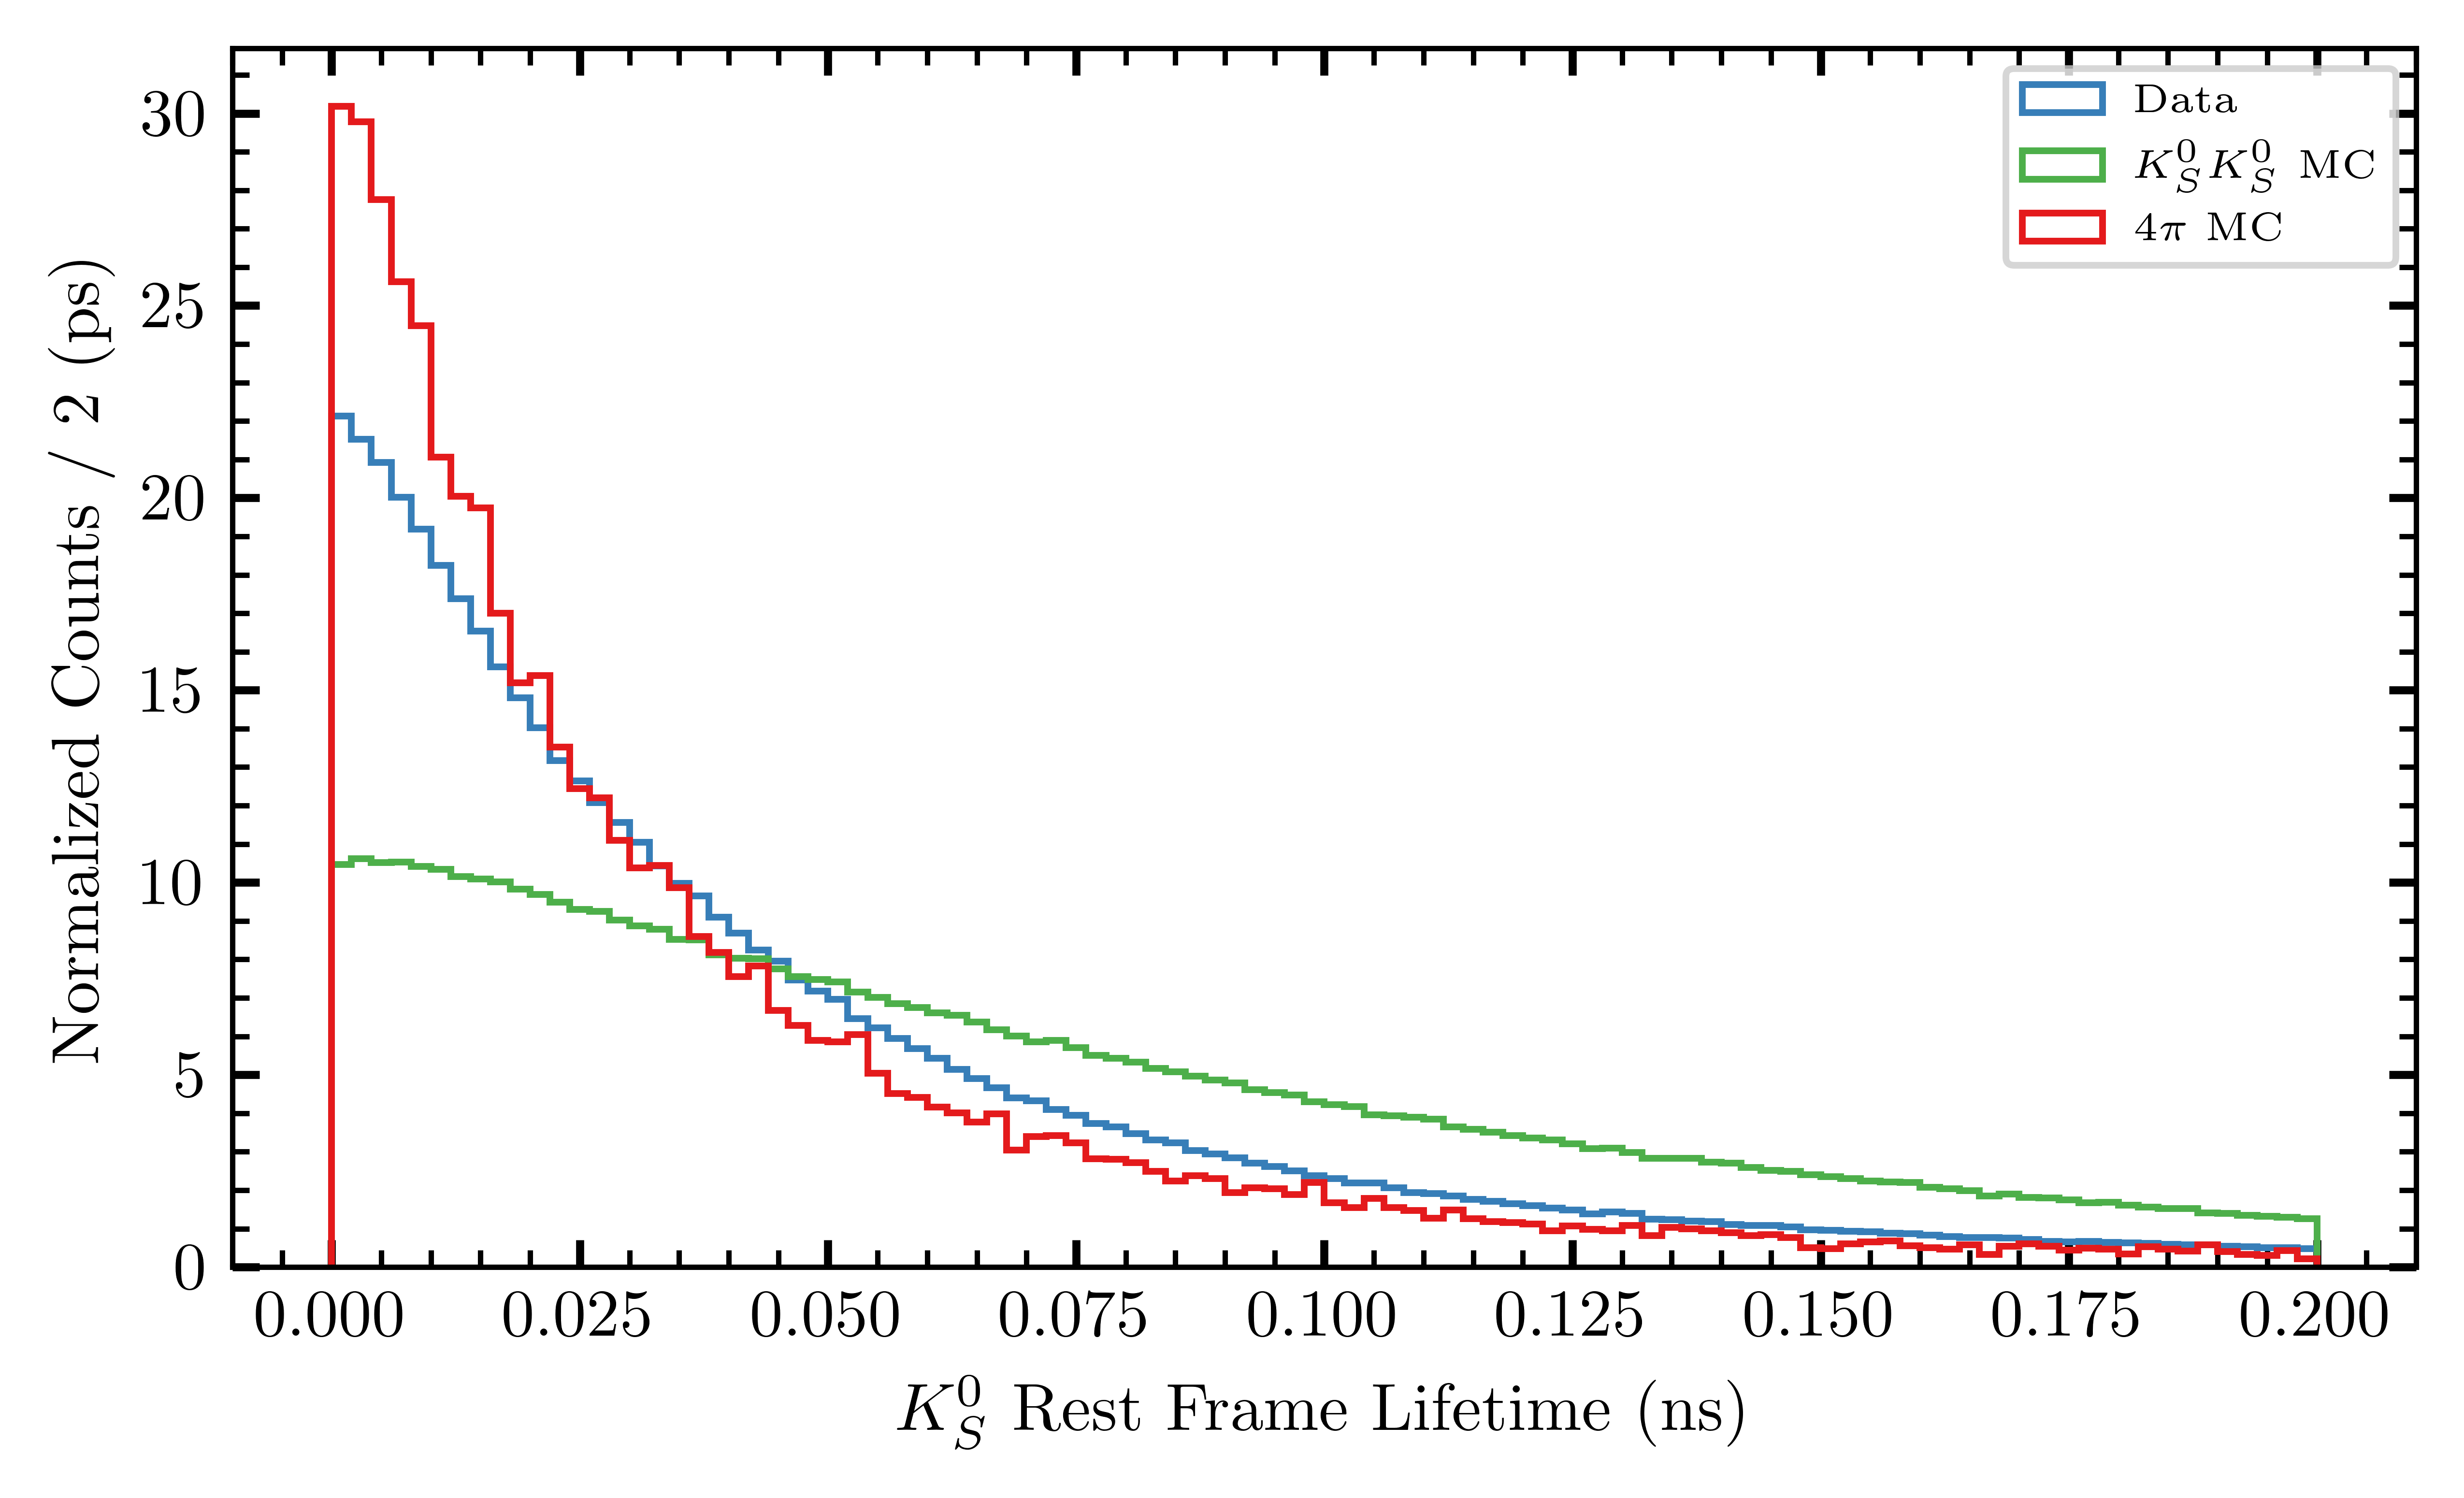 Normalized Counts / 2 (ps)
30
25
20
15
10
5
0
Data
K_S^0 K_S^0 MC
4π MC
0.000 0.025 0.050 0.075 0.100 0.125 0.150 0.175 0.200
K_S^0 Rest Frame Lifetime (ns)